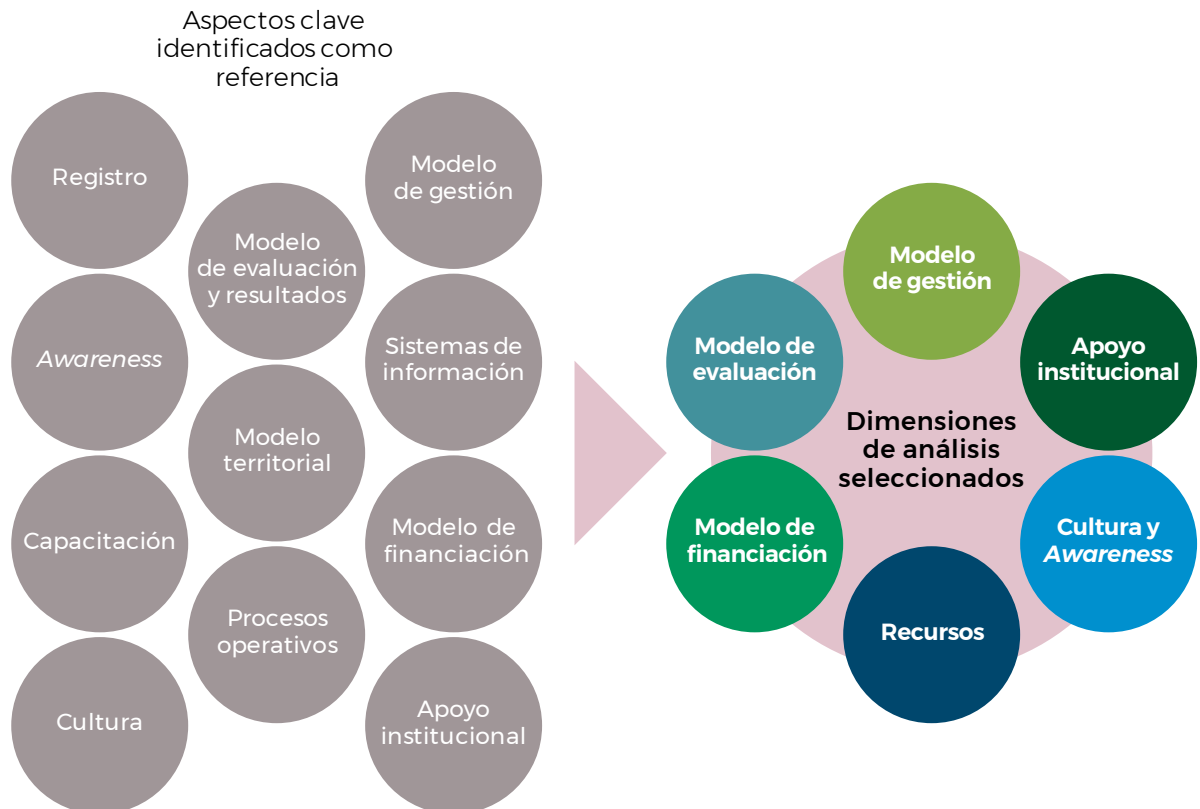 Aspectos clave
identificados como
referencia
Registro
Awareness
Capacitación
Cultura
Modelo
de evaluación
y resultados
Modelo
territorial
Procesos
operativos
Modelo
de gestión
Sistemas de
información
Modelo de
financiación
Apoyo
institucional
Modelo
de gestión
Modelo de
evaluación
Apoyo
institucional
Dimensiones
de análisis
seleccionados
Modelo de
financiación
Cultura y
Awareness
Recursos